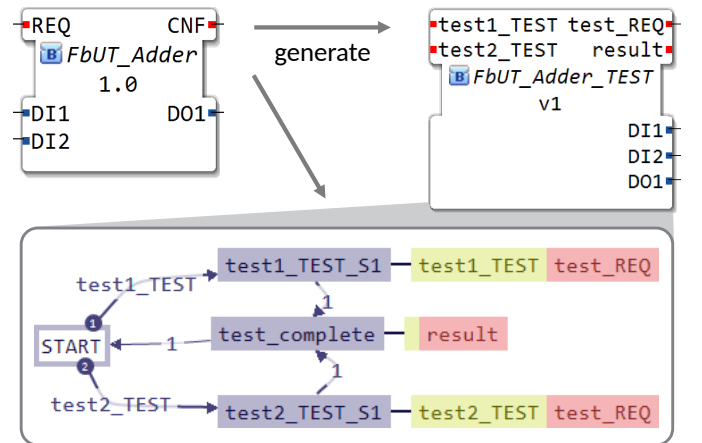 REQ CNF
B FbUT_Adder
1.0
DI1 DO1
DI2
generate
test1_TEST test_REQ
test2_TEST result
B FbUT_Adder_TEST
v1
DI1
DI2
DO1
test1_TEST_S1 test1_TEST test_REQ
test1_TEST
1
1
START 1 test_complete result
2
1
test2_TEST test2_TEST_S1 test2_TEST test_REQ